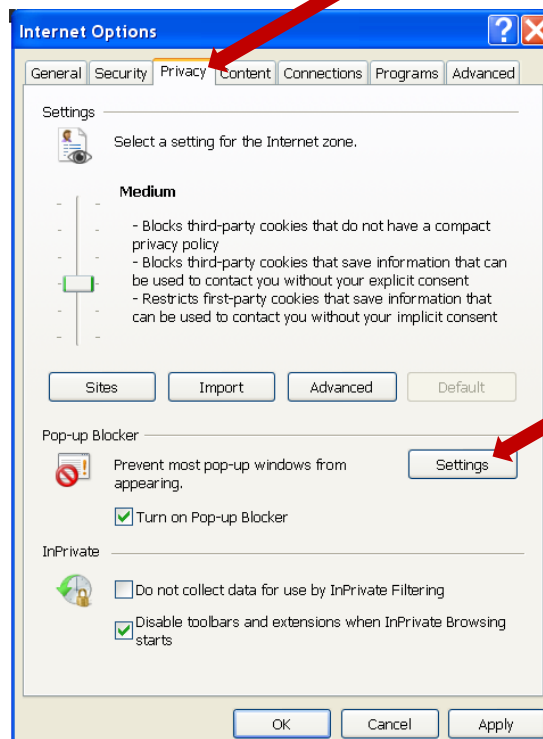 Internet Options
General Security Privacy Content Connections Programs Advanced
Settings
Select a setting for the Internet zone.
Medium
- Blocks third-party cookies that do not have a compact
privacy policy
- Blocks third-party cookies that save information that can
be used to contact you without your explicit consent
- Restricts first-party cookies that save information that
can be used to contact you without your implicit consent
Sites Import Advanced Default
Pop-up Blocker
Prevent most pop-up windows from
appearing.
Settings
Turn on Pop-up Blocker
InPrivate
Do not collect data for use by InPrivate Filtering
Disable toolbars and extensions when InPrivate Browsing
starts
OK Cancel Apply